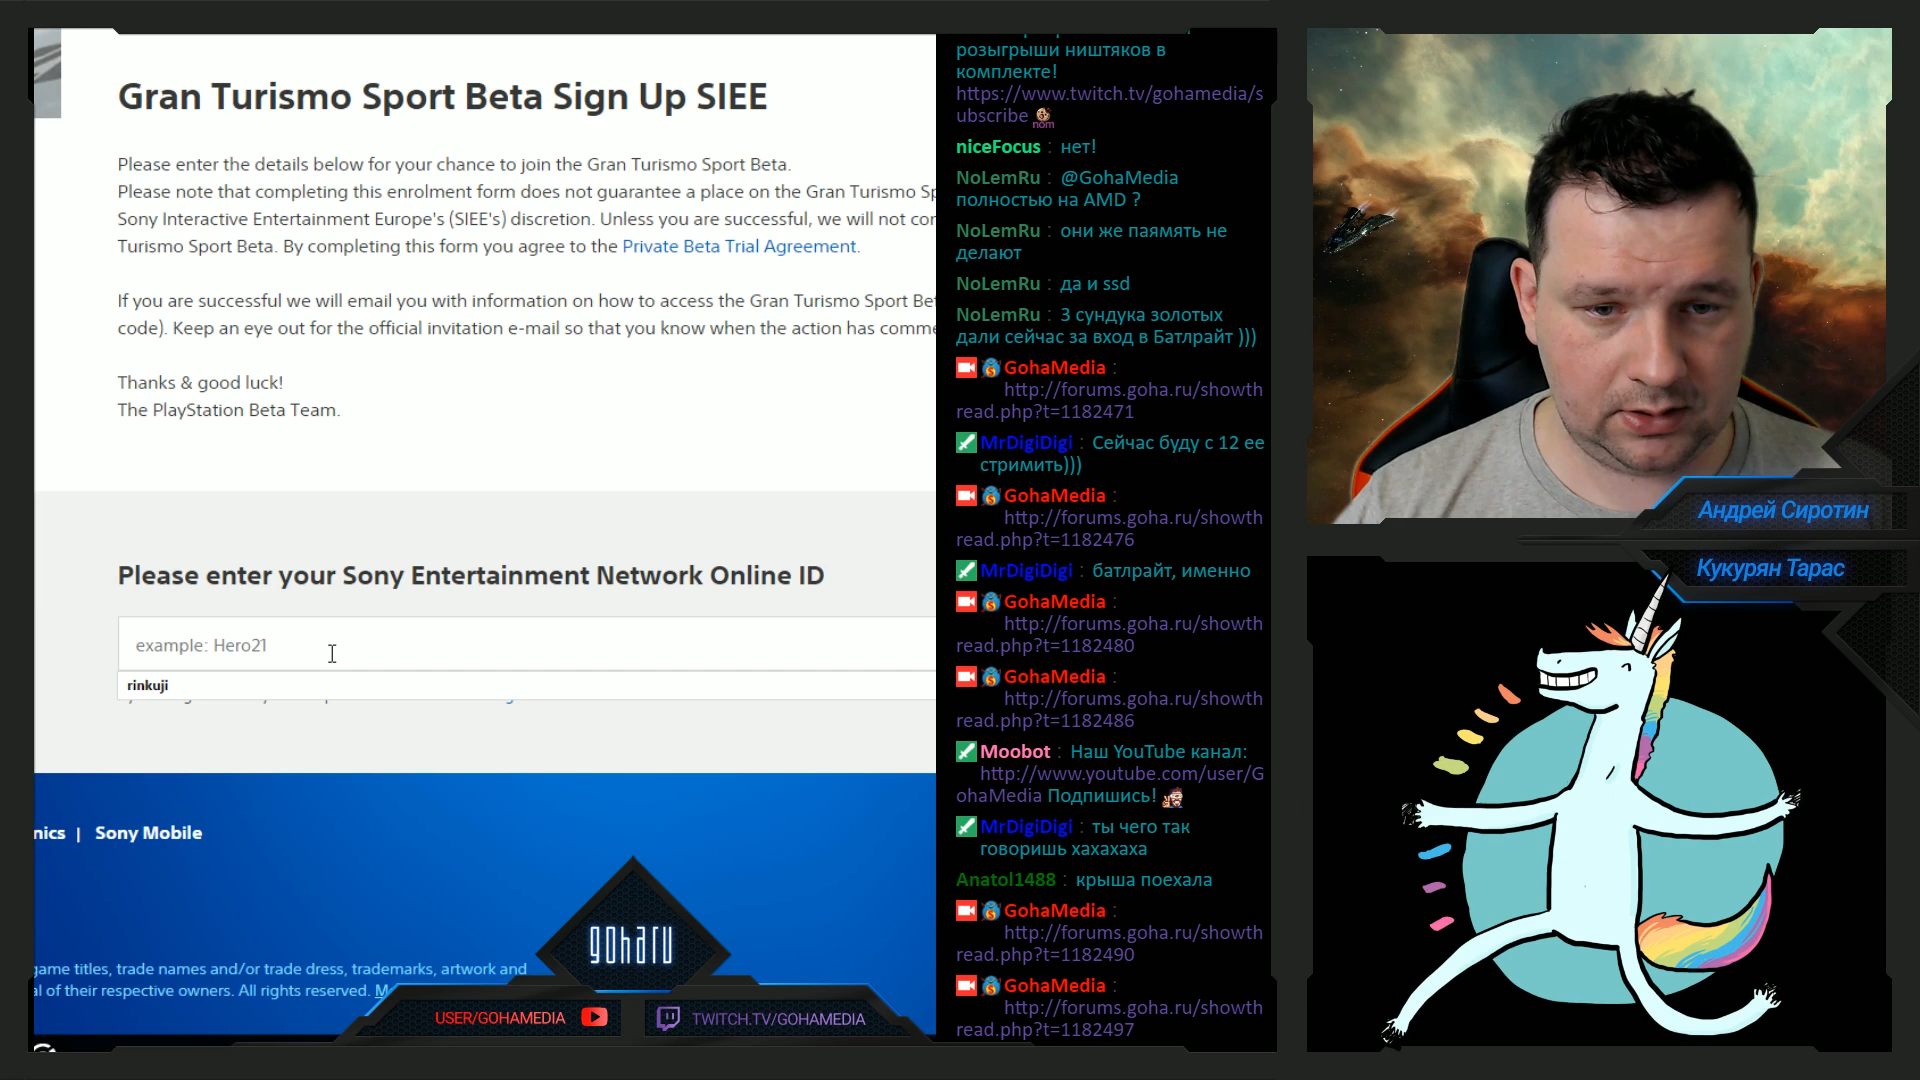 Gran Turismo Sport Beta Sign Up SIEE
Please enter the details below for your chance to join the Gran Turismo Sport Beta.
Please note that completing this enrolment form does not guarantee a place on the Gran Turismo Sp
Sony Interactive Entertainment Europe's (SIEE's) discretion. Unless you are successful, we will not con
Turismo Sport Beta. By completing this form you agree to the Private Beta Trial Agreement.
If you are successful we will email you with information on how to access the Gran Turismo Sport Bet
code). Keep an eye out for the official invitation e-mail so that you know when the action has comme
Thanks & good luck!
The PlayStation Beta Team.
Please enter your Sony Entertainment Network Online ID
example: Hero21
rinkuji
nics | Sony Mobile
game titles, trade names and/or trade dress, trademarks, artwork and
al of their respective owners. All rights reserved. M
goharu
USER/GOHAMEDIA
TWITCH.TV/GOHAMEDIA
розыгрыши ништяков в
комплекте!
https://www.twitch.tv/gohamedia/s
ubscribe
nom
niceFocus : нет!
NoLemRu : @GohaMedia
полностью на AMD ?
NoLemRu : они же паямять не
делают
NoLemRu : да и ssd
NoLemRu : 3 сундука золотых
дали сейчас за вход в Батлрайт )))
GohaMedia :
http://forums.goha.ru/showth
read.php?t=1182471
MrDigiDigi : Сейчас буду с 12 ее
стримить)))
GohaMedia :
http://forums.goha.ru/showth
read.php?t=1182476
MrDigiDigi : батлрайт, именно
GohaMedia :
http://forums.goha.ru/showth
read.php?t=1182480
GohaMedia :
http://forums.goha.ru/showth
read.php?t=1182486
Moobot : Наш YouTube канал:
http://www.youtube.com/user/G
ohaMedia Подпишись!
MrDigiDigi : ты чего так
говоришь хахахаха
Anatol1488 : крыша поехала
GohaMedia :
http://forums.goha.ru/showth
read.php?t=1182490
GohaMedia :
http://forums.goha.ru/showth
read.php?t=1182497
Андрей Сиротин
Кукурян Тарас